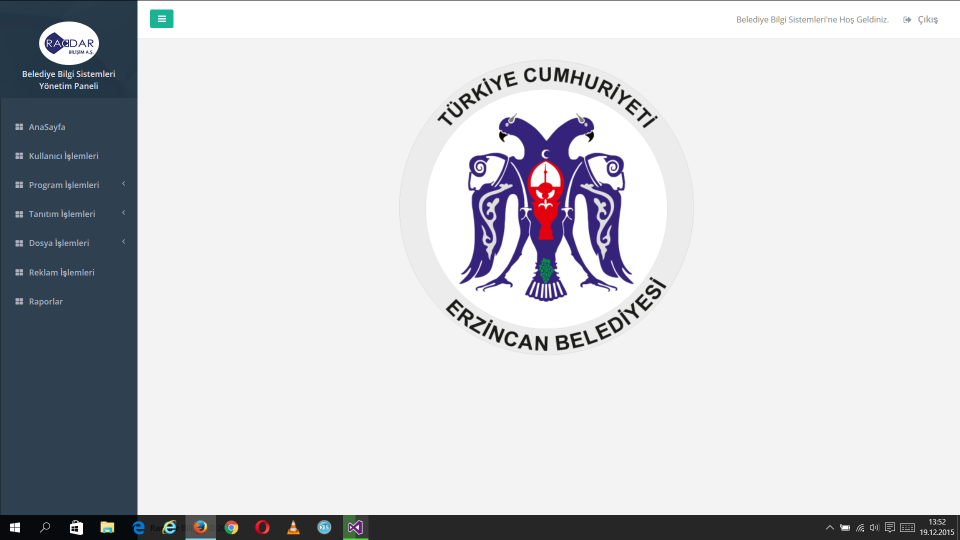 RACIDAR
BİLİŞİM A.Ş.
Belediye Bilgi Sistemleri
Yönetim Paneli
AnaSayfa
Kullanıcı İşlemleri
Program İşlemleri
Tanıtım İşlemleri
Dosya İşlemleri
Reklam İşlemleri
Raporlar
Belediye Bilgi Sistemleri'ne Hoş Geldiniz.
Çıkış
TÜRKİYE CUMHURİYETİ
ERZİNCAN BELEDİYESİ
13:52
19.12.2015